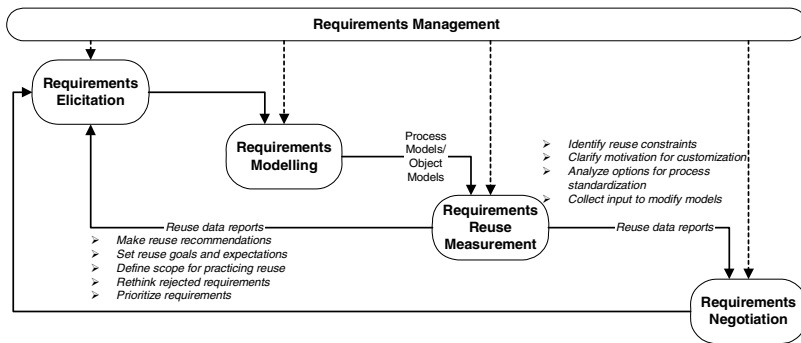 Requirements Management
Requirements
Elicitation
Requirements
Modelling
Process
Models/
Object
Models
➢ Identify reuse constraints
➢ Clarify motivation for customization
➢ Analyze options for process
standardization
➢ Collect input to modify models
Requirements
Reuse
Measurement
Reuse data reports
➢ Make reuse recommendations
➢ Set reuse goals and expectations
➢ Define scope for practicing reuse
➢ Rethink rejected requirements
➢ Prioritize requirements
Reuse data reports
Requirements
Negotiation